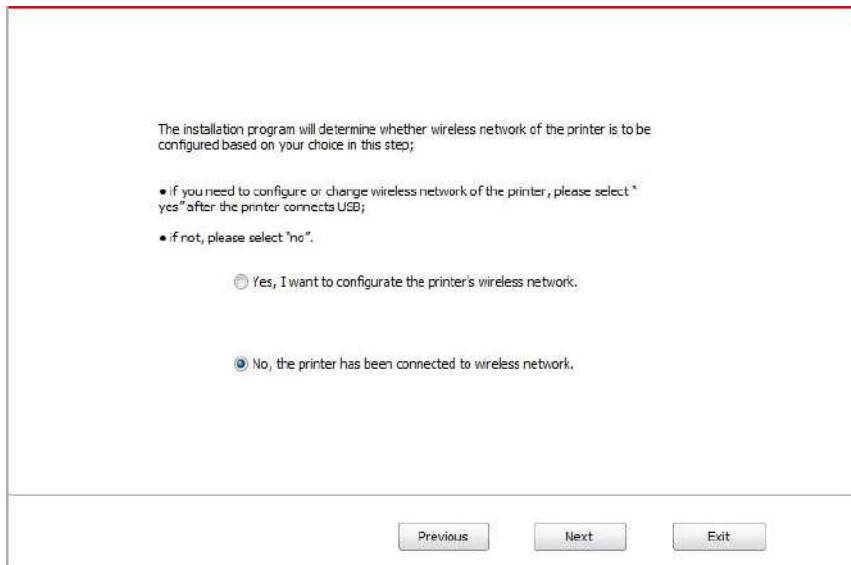 The installation program will determine whether wireless network of the printer is to be
configured based on your choice in this step;
• if you need to configure or change wireless network of the printer, please select “
yes” after the printer connects USB;
• if not, please select “no”.
Yes, I want to configurate the printer's wireless network.
No, the printer has been connected to wireless network.
Previous Next Exit